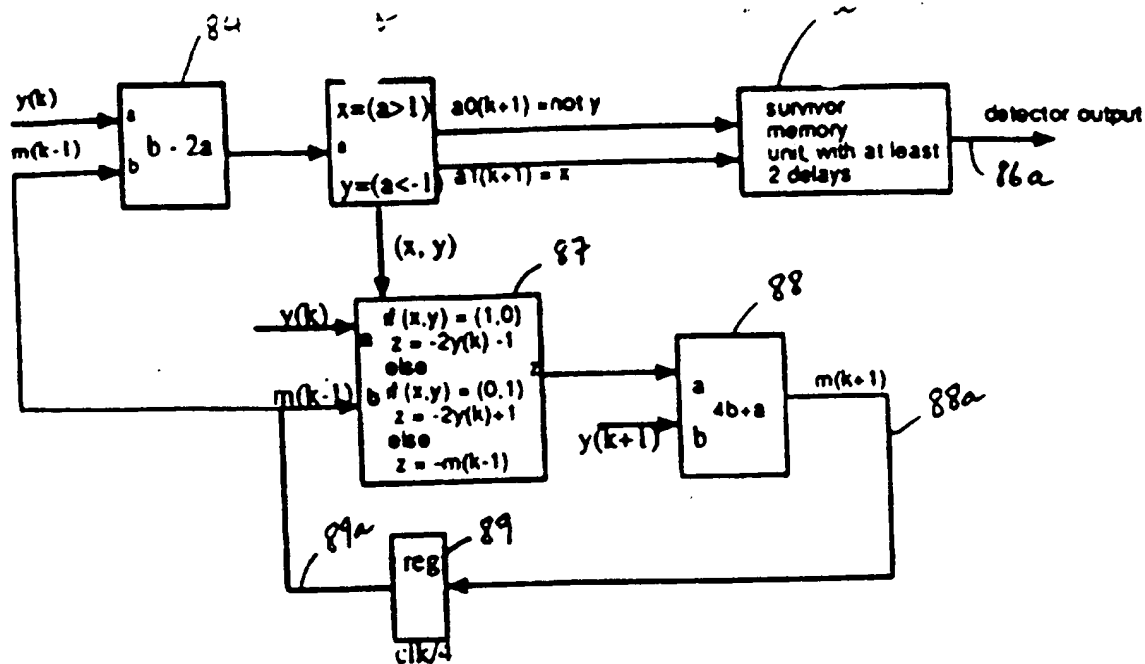 84
y(k)
a
m(k-1)
b
b - 2a
x=(a>1)
a
y=(a<-1)
a0(k+1) = not y
a1(k+1) = x
survivor
memory
unit, with at least
2 delays
detector output
86a
(x, y)
87
y(k)
a
m(k-1)
b
if (x,y) = (1,0)
z = -2y(k) -1
else
if (x,y) = (0,1)
z = -2y(k)+1
else
z = -m(k-1)
z
88
a
4b+a
b
y(k+1)
m(k+1)
88a
89a
89
reg
clk/4